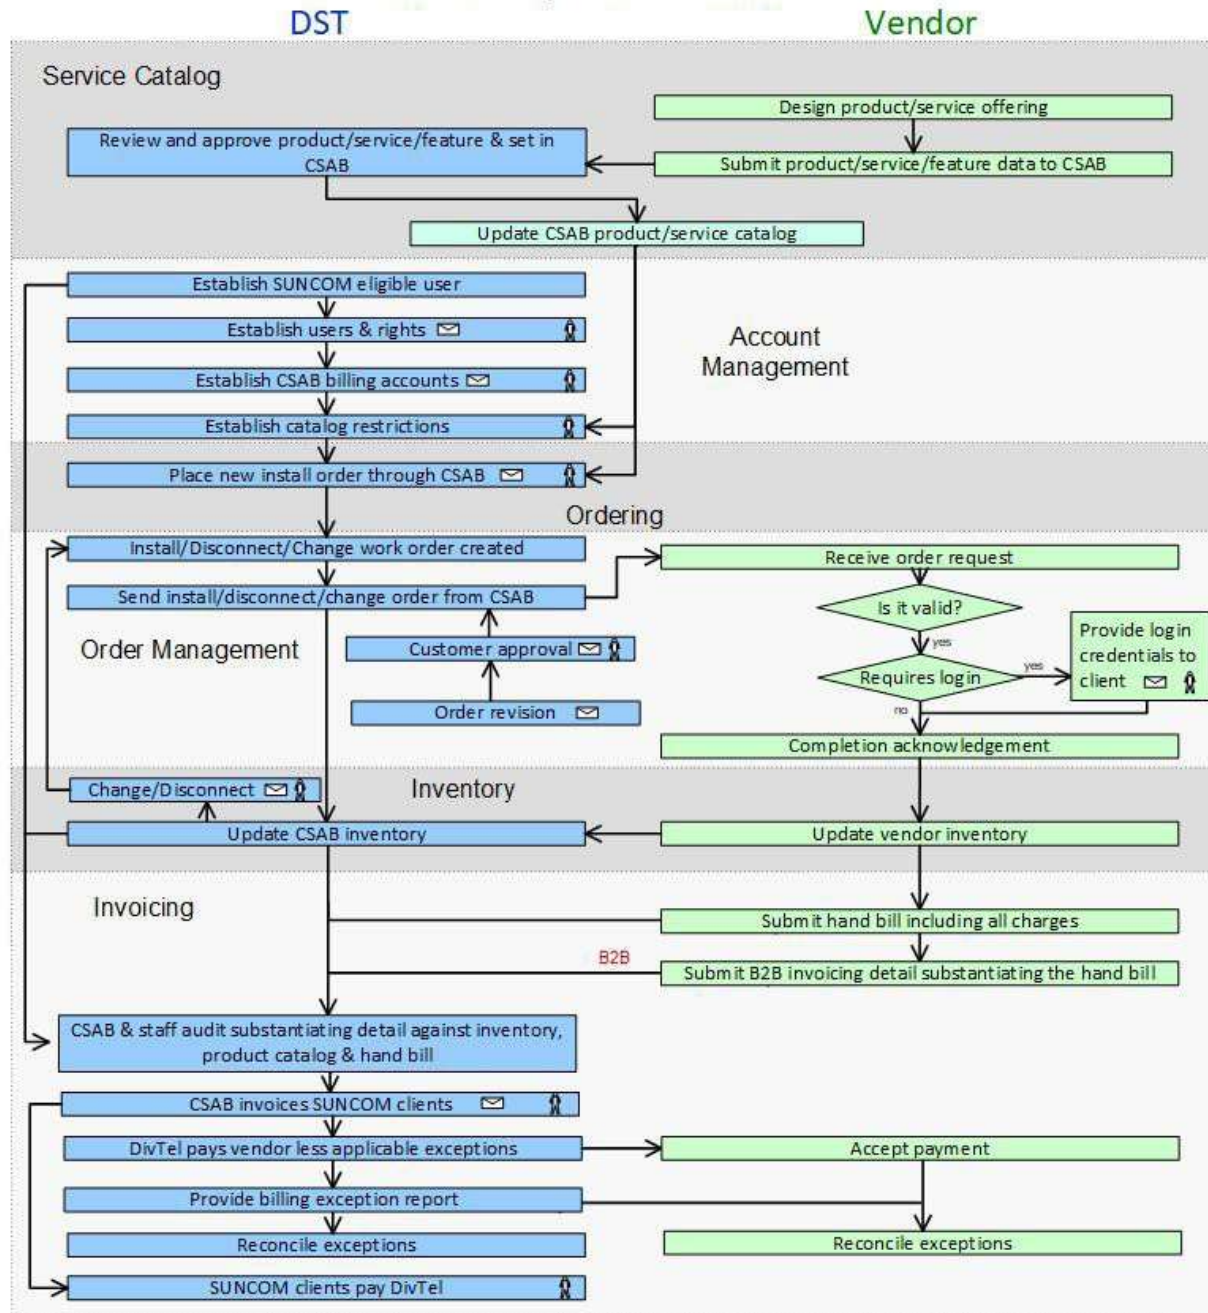 DST
Vendor
Service Catalog
Design product/service offering
Review and approve product/service/feature & set in
CSAB
Submit product/service/feature data to CSAB
Update CSAB product/service catalog
Establish SUNCOM eligible user
Establish users & rights
Account
Management
Establish CSAB billing accounts
Establish catalog restrictions
Place new install order through CSAB
Ordering
Install/Disconnect/Change work order created
Receive order request
Send install/disconnect/change order from CSAB
Is it valid?
Order Management
Customer approval
yes
Provide login
credentials to
client
Requires login
yes
Order revision
no
Completion acknowledgement
Change/Disconnect
Inventory
Update CSAB inventory
Update vendor inventory
Invoicing
Submit hand bill including all charges
B2B
Submit B2B invoicing detail substantiating the hand bill
CSAB & staff audit substantiating detail against inventory,
product catalog & hand bill
CSAB invoices SUNCOM clients
DivTel pays vendor less applicable exceptions
Accept payment
Provide billing exception report
Reconcile exceptions
Reconcile exceptions
SUNCOM clients pay DivTel